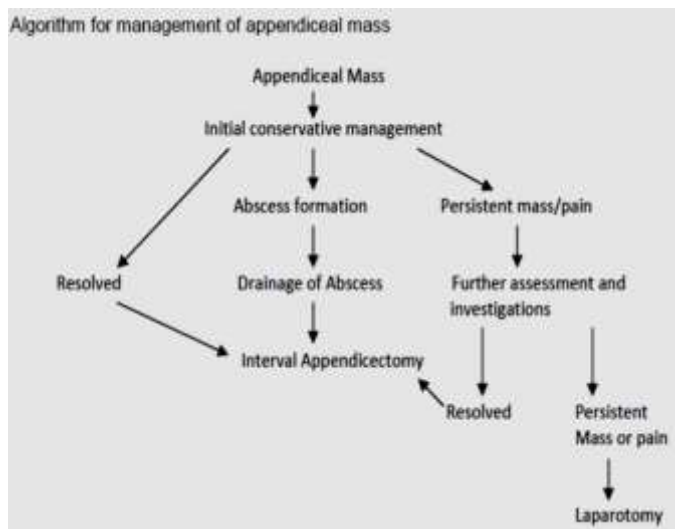 Algorithm for management of appendiceal mass
Appendiceal Mass
Initial conservative management
Abscess formation
Persistent mass/pain
Resolved
Drainage of Abscess
Further assessment and
investigations
Interval Appendicectomy
Resolved
Persistent
Mass or pain
Laparotomy